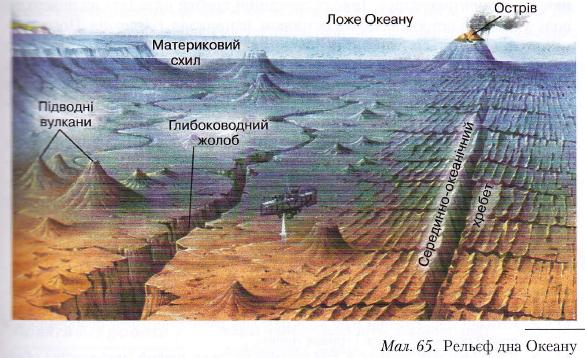 Острів
Ложе Океану
Материковий
схил
Підводні
вулкани
Глибоководний
жолоб
Серединно-океанічний
хребет
Мал. 65. Рельєф дна Океану